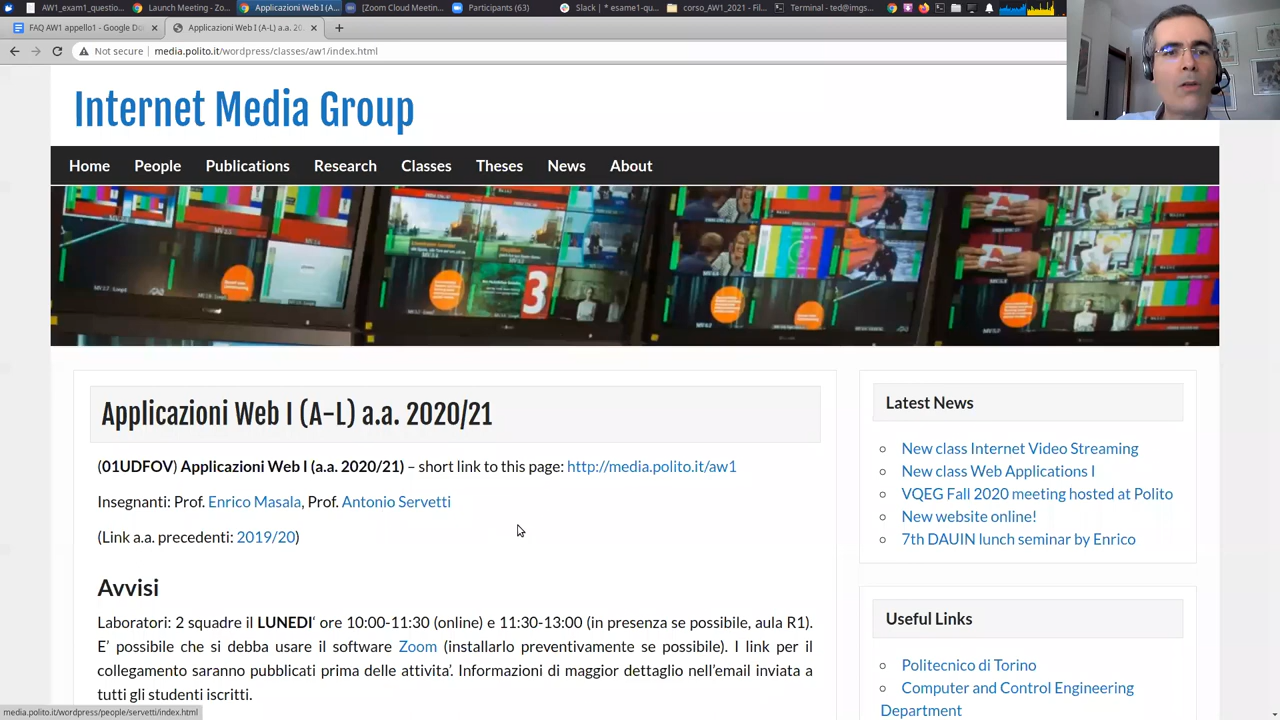 AW1_exam1_questio...
Launch Meeting - Zo...
Applicazioni Web I (A...
[Zoom Cloud Meetin...
Participants (63)
Slack | * esame1-qu...
corso_AW1_2021 - Fil...
Terminal - ted@imgs...
FAQ AW1 appello1 - Google Do
Applicazioni Web I (A-L) a.a. 20
Not secure | media.polito.it/wordpress/classes/aw1/index.html
Internet Media Group
Home People Publications Research Classes Theses News About
3
Applicazioni Web I (A-L) a.a. 2020/21
(01UDFOV) Applicazioni Web I (a.a. 2020/21) – short link to this page: http://media.polito.it/aw1
Insegnanti: Prof. Enrico Masala, Prof. Antonio Servetti
(Link a.a. precedenti: 2019/20)
Avvisi
Laboratori: 2 squadre il LUNEDI‘ ore 10:00-11:30 (online) e 11:30-13:00 (in presenza se possibile, aula R1).
E’ possibile che si debba usare il software Zoom (installarlo preventivamente se possibile). I link per il
collegamento saranno pubblicati prima delle attivita’. Informazioni di maggior dettaglio nell’email inviata a
tutti gli studenti iscritti.
Latest News
New class Internet Video Streaming
New class Web Applications I
VQEG Fall 2020 meeting hosted at Polito
New website online!
7th DAUIN lunch seminar by Enrico
Useful Links
Politecnico di Torino
Computer and Control Engineering
Department
media.polito.it/wordpress/people/servetti/index.html